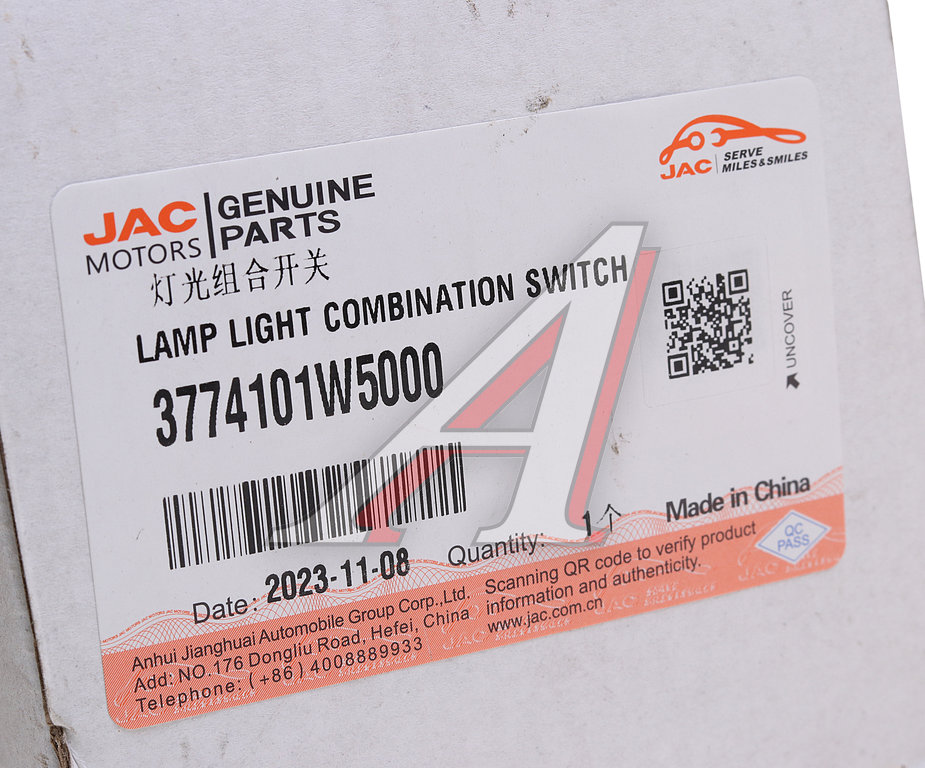 JAC MOTORS | GENUINE PARTS
JAC | SERVE MILES & SMILES
灯光组合开关
LAMP LIGHT COMBINATION SWITCH
3774101W5000
UNCOVER
Date: 2023-11-08
Quantity: 1个
Made in China
QC PASS
Anhui Jianghuai Automobile Group Corp.,Ltd.
Add: NO.176 Dongliu Road, Hefei, China
Telephone: (+86) 4008889933
Scanning QR code to verify product
information and authenticity.
www.jac.com.cn